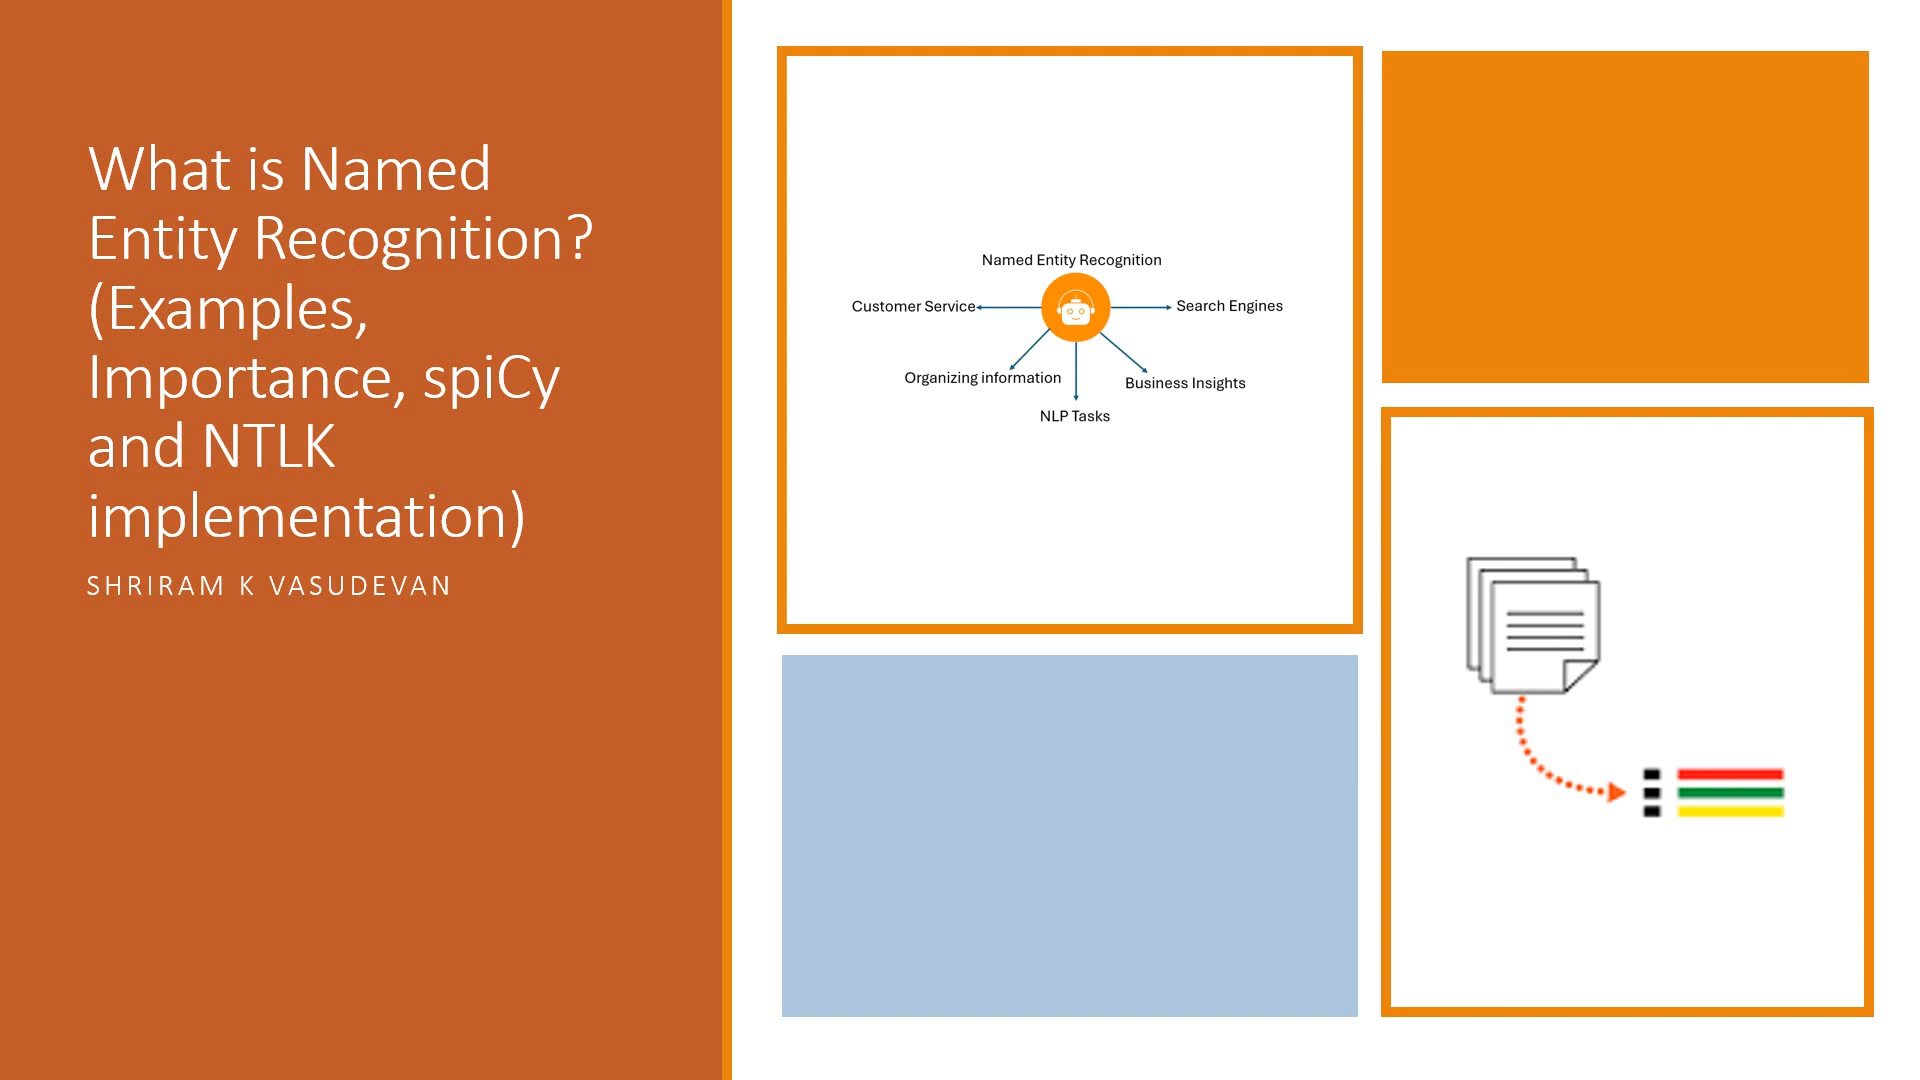 What is Named
Entity Recognition?
(Examples,
Importance, spiCy
and NTLK
implementation)
SHRIRAM K VASUDEVAN
Named Entity Recognition
Customer Service
Search Engines
Organizing information
Business Insights
NLP Tasks